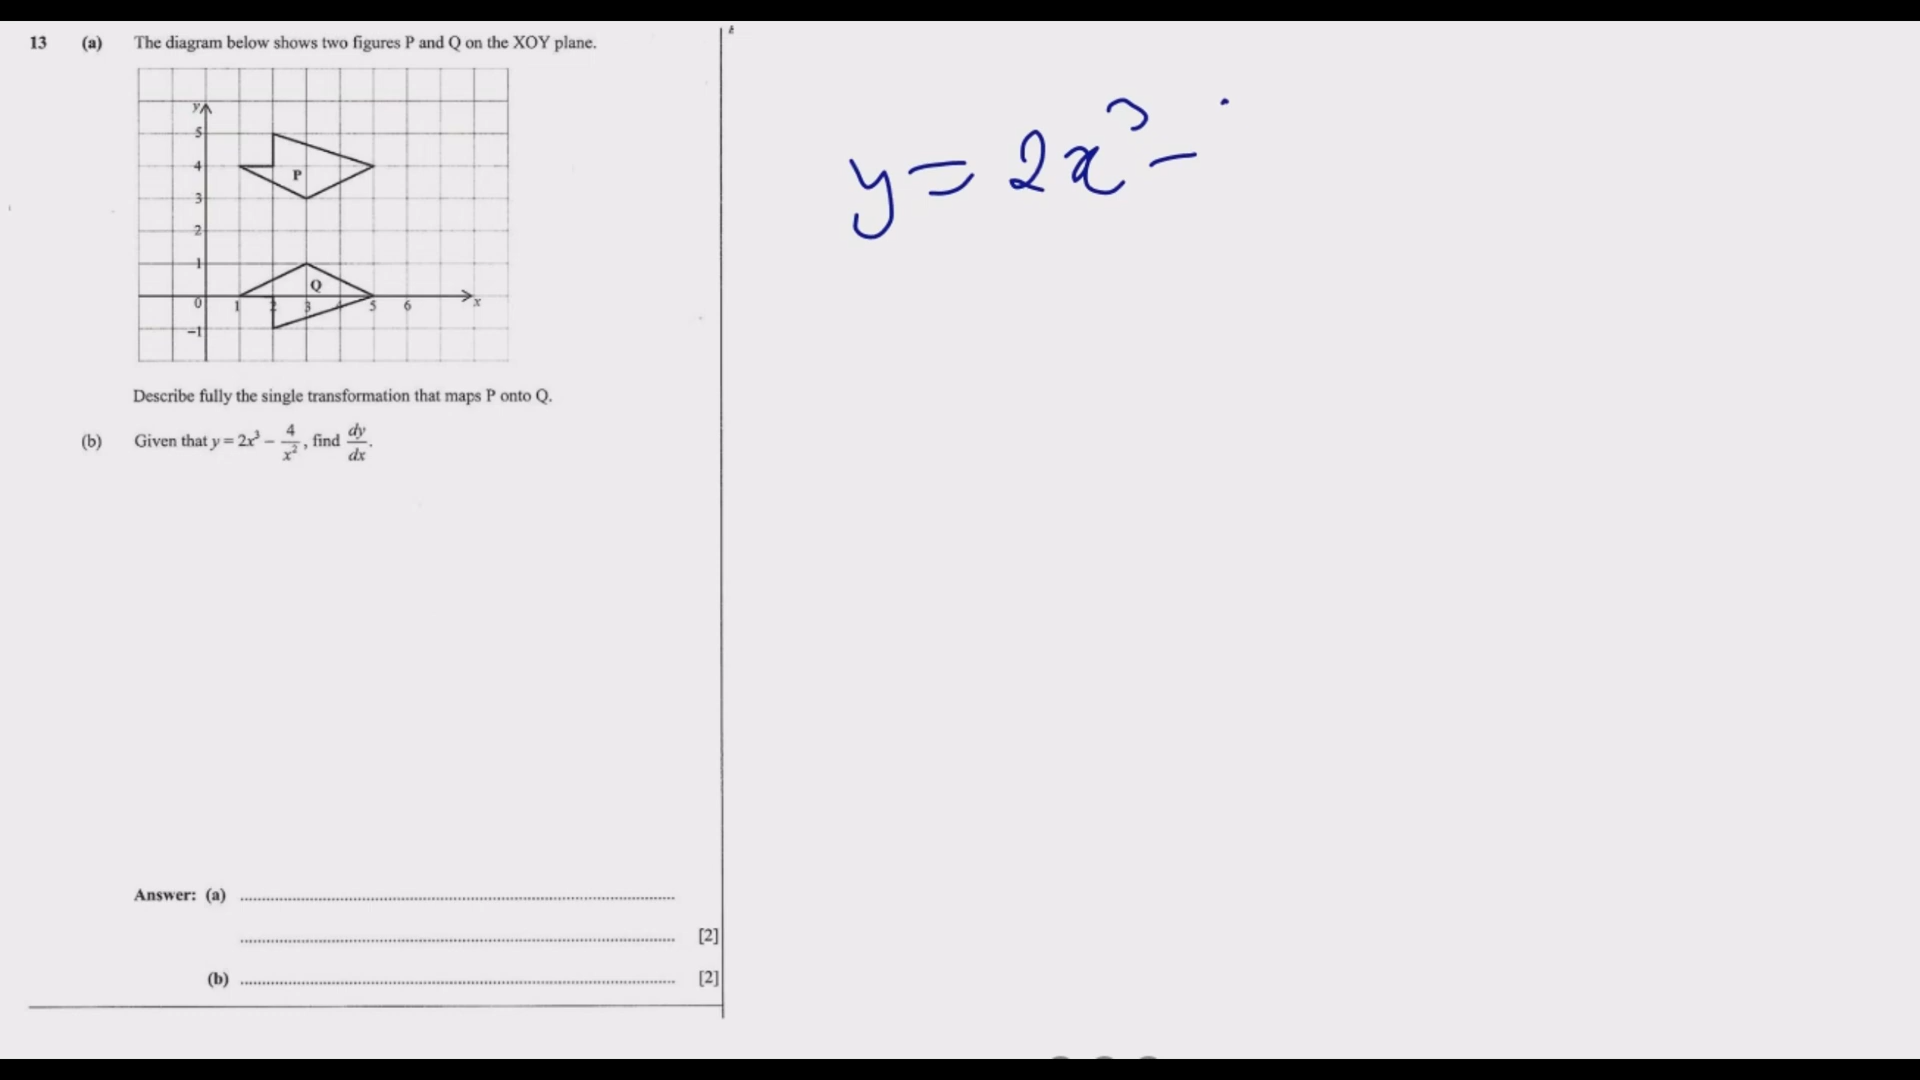 13 (a) The diagram below shows two figures P and Q on the XOY plane.
y
5
4
P
3
2
1
Q
0 1 2 3 4 5 6 x
−1
Describe fully the single transformation that maps P onto Q.
(b) Given that y = 2x³ − 4/x², find dy/dx.
Answer: (a) ........................................
........................................ [2]
(b) ........................................ [2]
y = 2x³ −